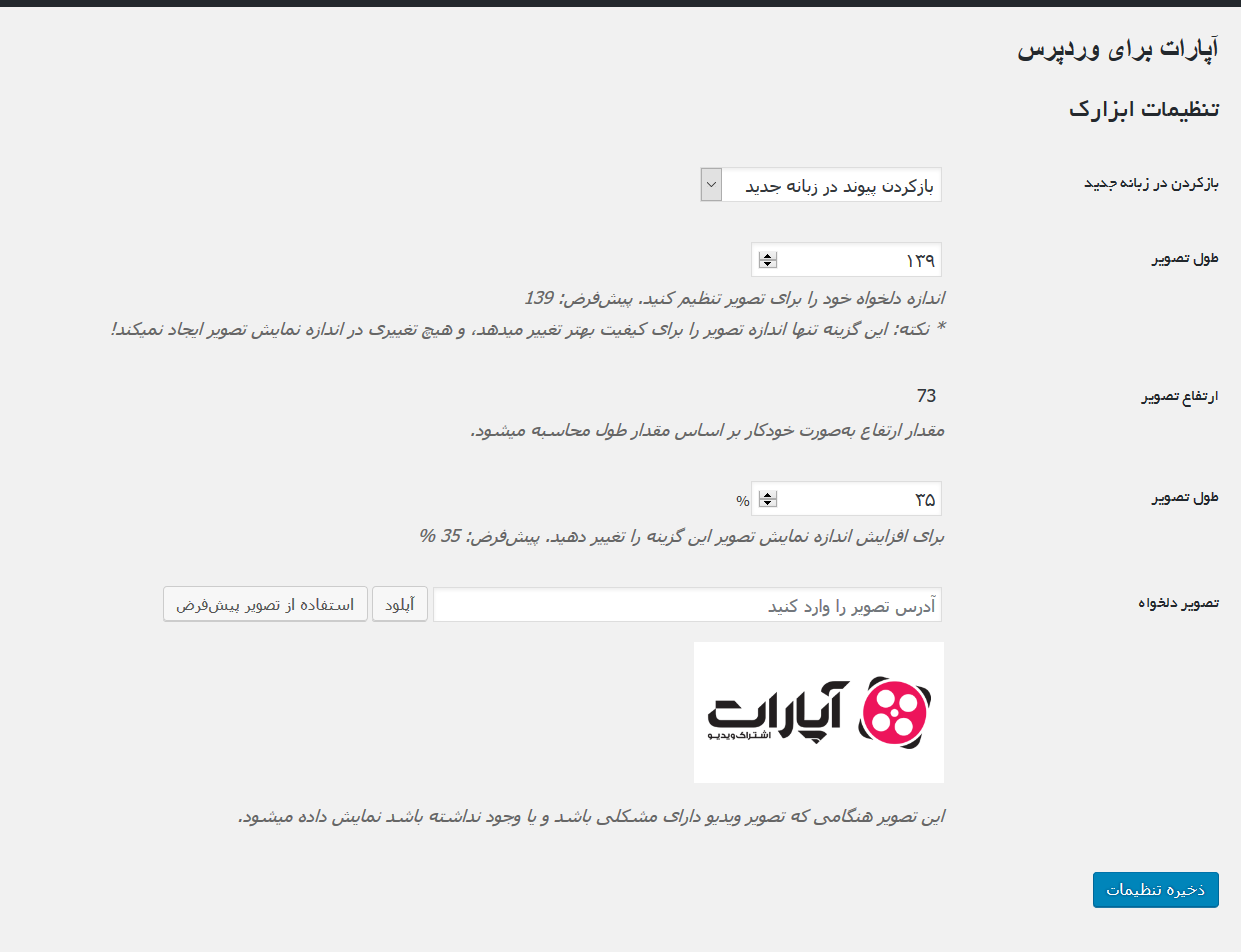 آپارات برای وردپرس
تنظیمات ابزارک
بازکردن در زبانه جدید
بازکردن پیوند در زبانه جدید
طول تصویر
۱۳۹
اندازه دلخواه خود را برای تصویر تنظیم کنید. پیش‌فرض: 139
* نکته: این گزینه تنها اندازه تصویر را برای کیفیت بهتر تغییر میدهد، و هیچ تغییری در اندازه نمایش تصویر ایجاد نمیکند!
ارتفاع تصویر
73
مقدار ارتفاع به‌صورت خودکار بر اساس مقدار طول محاسبه میشود.
طول تصویر
۳۵ %
برای افزایش اندازه نمایش تصویر این گزینه را تغییر دهید. پیش‌فرض: 35 %
تصویر دلخواه
آدرس تصویر را وارد کنید
آپلود
استفاده از تصویر پیش‌فرض
آپارات
اشتراک ویدیو
این تصویر هنگامی که تصویر ویدیو دارای مشکلی باشد و یا وجود نداشته باشد نمایش داده میشود.
ذخیره تنظیمات